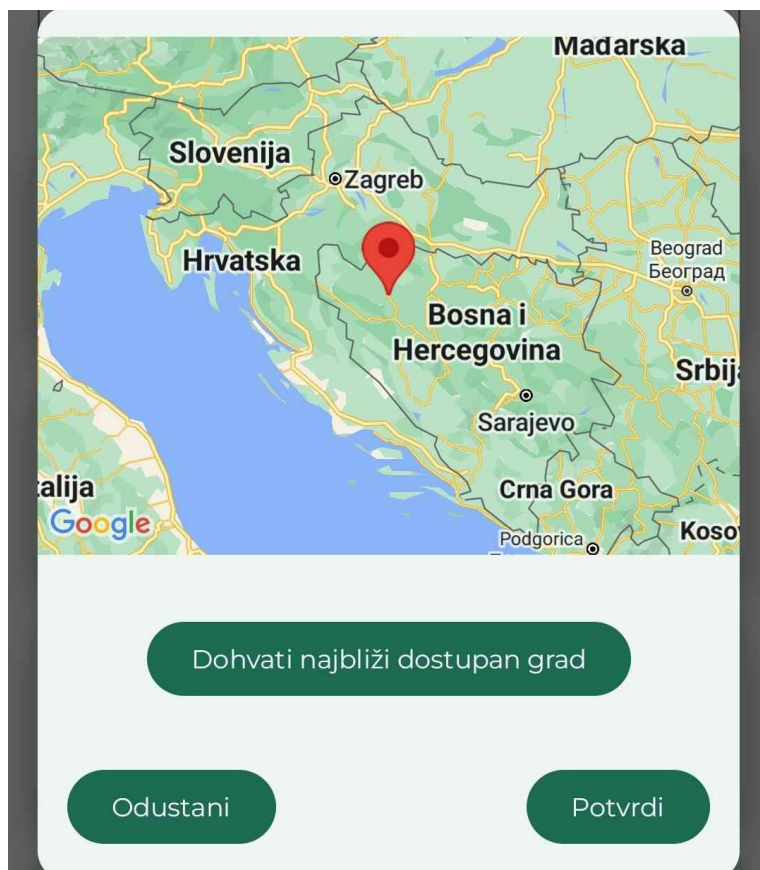 Mađarska
Slovenija
Zagreb
Hrvatska
Beograd
Београд
Bosna i
Hercegovina
Srbij
Sarajevo
alija
Crna Gora
Google
Podgorica
Koso
Dohvati najbliži dostupan grad
Odustani
Potvrdi